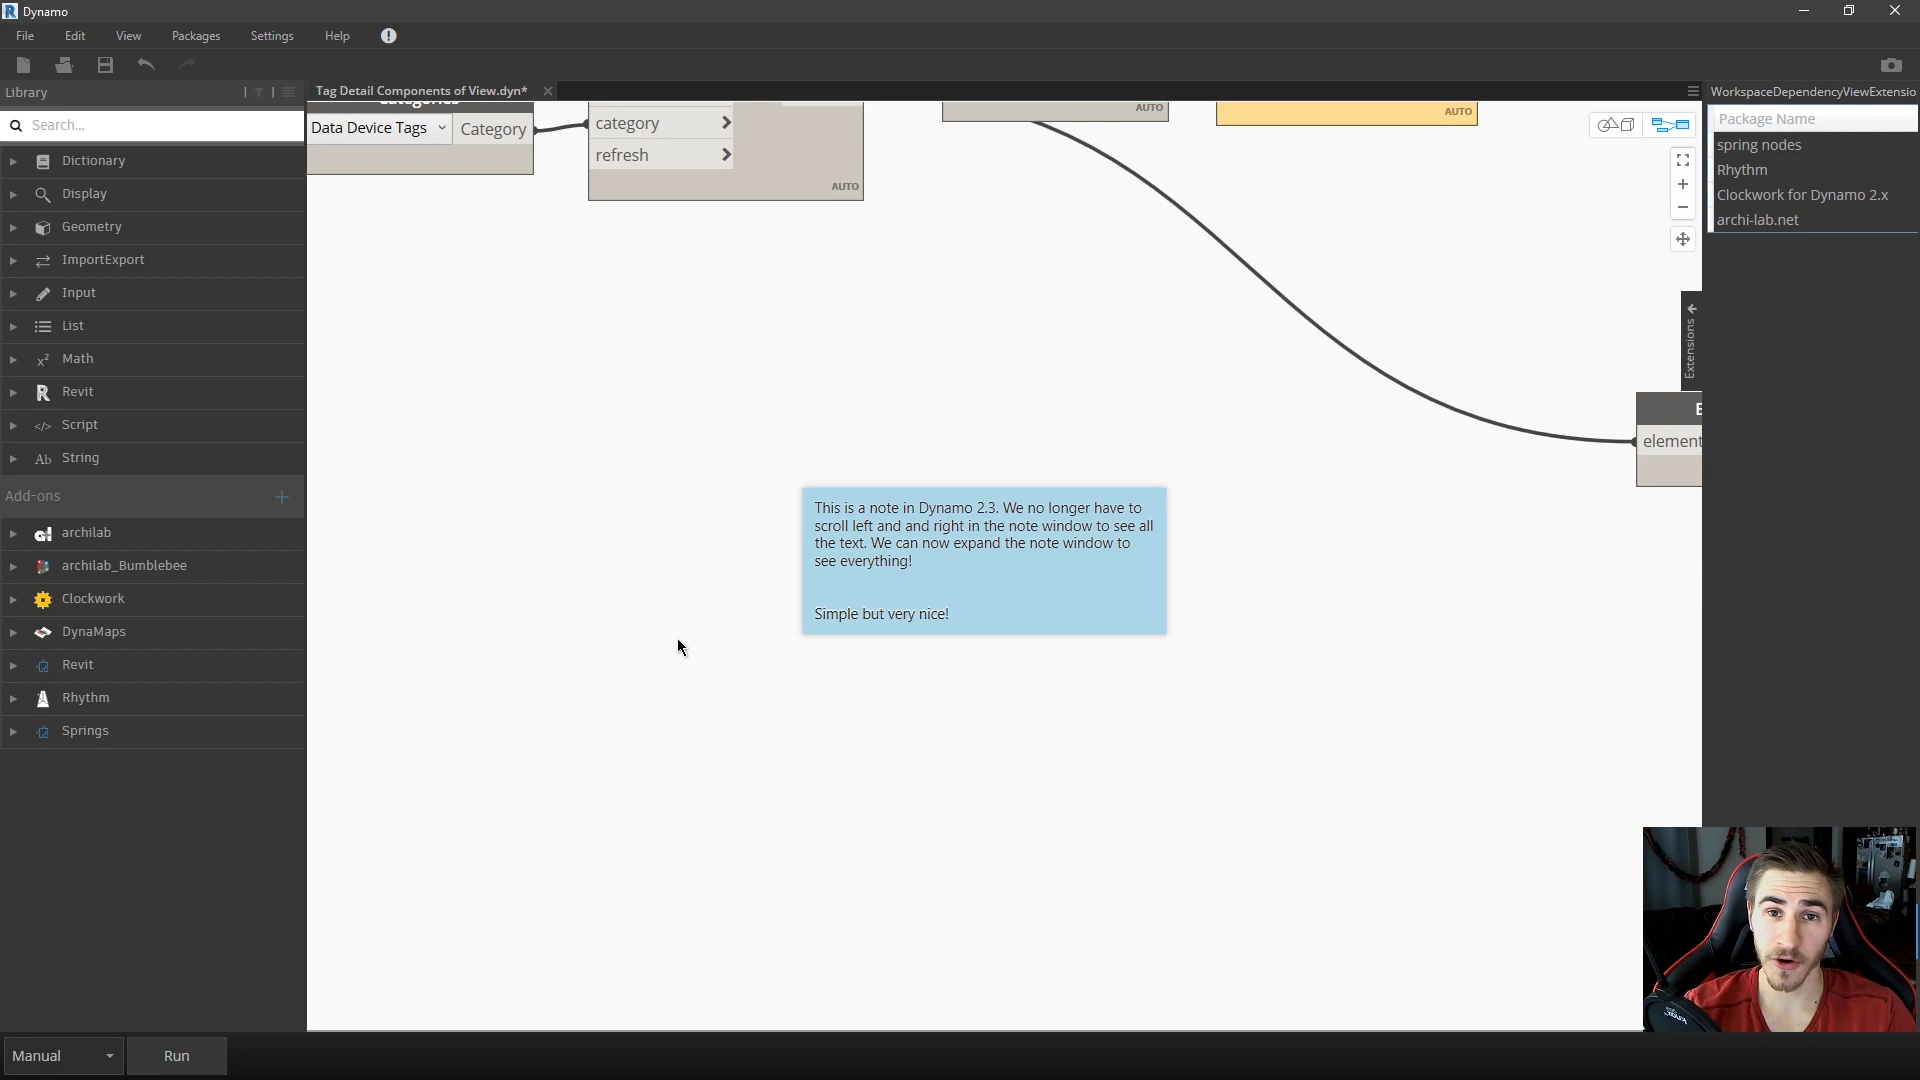 Dynamo
File Edit View Packages Settings Help
Library
Tag Detail Components of View.dyn*
WorkspaceDependencyViewExtensio
Search...
Package Name
spring nodes
Rhythm
Clockwork for Dynamo 2.x
archi-lab.net
Dictionary
Display
Geometry
ImportExport
Input
List
Math
Revit
Script
String
Add-ons
archilab
archilab_Bumblebee
Clockwork
DynaMaps
Revit
Rhythm
Springs
Categories
Data Device Tags
Category
category
refresh
AUTO
AUTO
AUTO
Extensions
E
element
This is a note in Dynamo 2.3. We no longer have to
scroll left and and right in the note window to see all
the text. We can now expand the note window to
see everything!
Simple but very nice!
Manual
Run